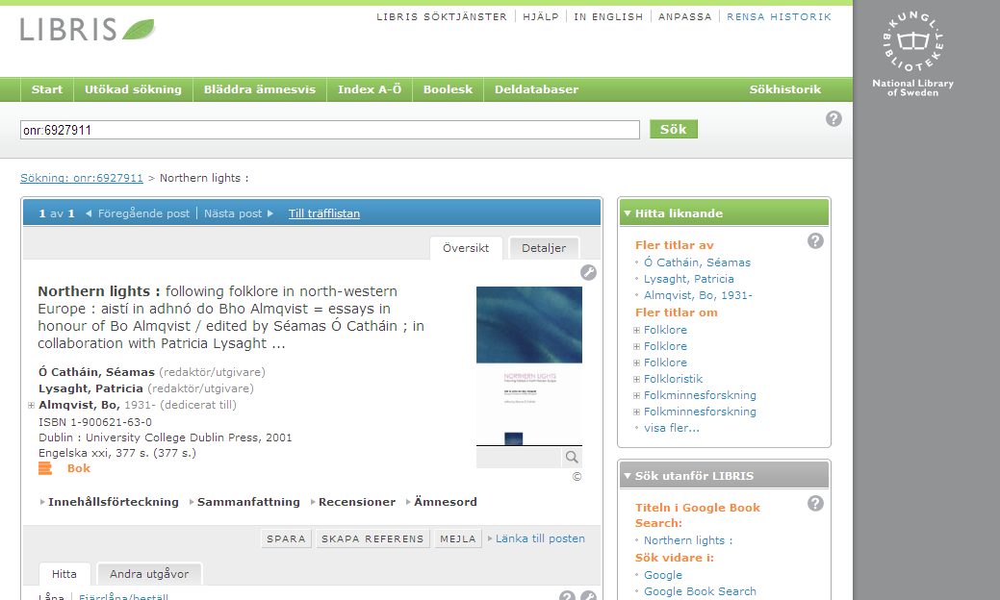 LIBRIS
LIBRIS SÖKTJÄNSTER HJÄLP IN ENGLISH ANPASSA RENSA HISTORIK
KUNGL. BIBLIOTEKET
National Library
of Sweden
Start Utökad sökning Bläddra ämnesvis Index A-Ö Boolesk Deldatabaser Sökhistorik
onr:6927911 Sök ?
Sökning: onr:6927911 > Northern lights :
1 av 1 Föregående post Nästa post Till träfflistan
Översikt Detaljer
Northern lights : following folklore in north-western
Europe : aistí in adhnó do Bho Almqvist = essays in
honour of Bo Almqvist / edited by Séamas Ó Catháin ; in
collaboration with Patricia Lysaght ...
Ó Catháin, Séamas (redaktör/utgivare)
Lysaght, Patricia (redaktör/utgivare)
Almqvist, Bo, 1931- (dedicerat till)
ISBN 1-900621-63-0
Dublin : University College Dublin Press, 2001
Engelska xxi, 377 s. (377 s.)
Bok
NORTHERN LIGHTS
©
Innehållsförteckning Sammanfattning Recensioner Ämnesord
SPARA SKAPA REFERENS MEJLA Länka till posten
Hitta Andra utgåvor
Låna Fjärrlåna/beställ ?
Hitta liknande
?
Fler titlar av
Ó Catháin, Séamas
Lysaght, Patricia
Almqvist, Bo, 1931-
Fler titlar om
Folklore
Folklore
Folklore
Folkloristik
Folkminnesforskning
Folkminnesforskning
visa fler...
Sök utanför LIBRIS
?
Titeln i Google Book
Search:
Northern lights :
Sök vidare i:
Google
Google Book Search